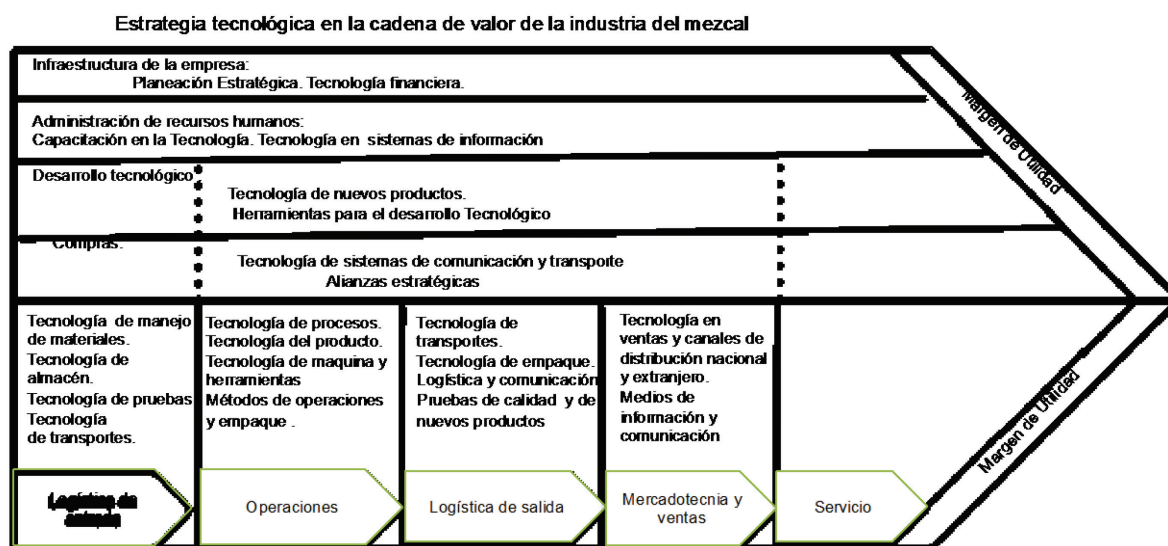 Estrategia tecnológica en la cadena de valor de la industria del mezcal
Infraestructura de la empresa:
Planeación Estratégica. Tecnología financiera.
Administración de recursos humanos:
Capacitación en la Tecnología. Tecnología en sistemas de información
Desarrollo tecnológico
Tecnología de nuevos productos.
Herramientas para el desarrollo Tecnológico
Compras.
Tecnología de sistemas de comunicación y transporte
Alianzas estratégicas
Margen de Utilidad
Tecnología de manejo
de materiales.
Tecnología de
almacén.
Tecnología de pruebas
Tecnología
de transportes.
Tecnología de procesos.
Tecnología del producto.
Tecnología de maquina y
herramientas
Métodos de operaciones
y empaque .
Tecnología de
transportes.
Tecnología de empaque.
Logística y comunicación
Pruebas de calidad y de
nuevos productos
Tecnología en
ventas y canales de
distribución nacional
y extranjero.
Medios de
información y
comunicación
Margen de Utilidad
Logística de
entrada
Operaciones
Logística de salida
Mercadotecnia y
ventas
Servicio